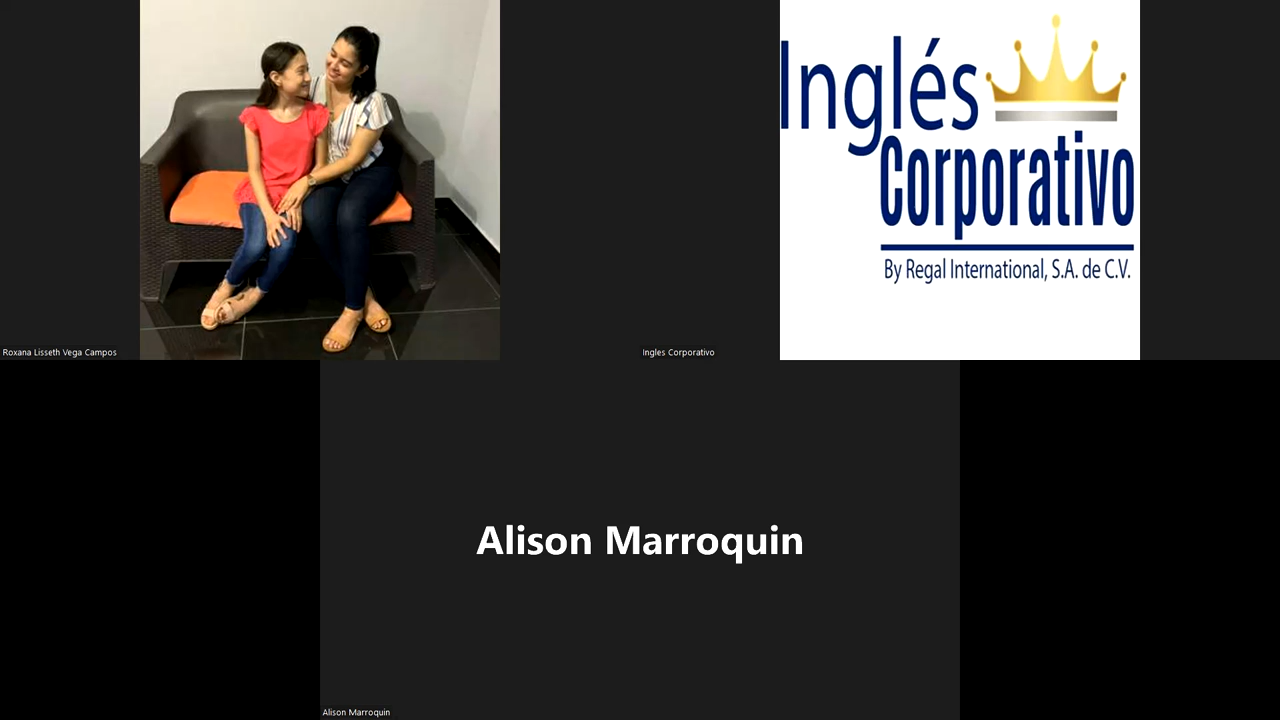 Inglés
Corporativo
By Regal International, S.A. de C.V.
Roxana Lisseth Vega Campos
Ingles Corporativo
Alison Marroquin
Alison Marroquin